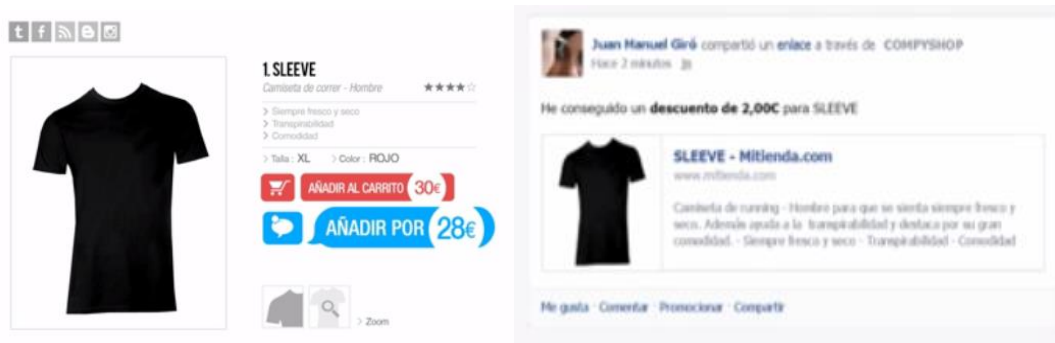 1. SLEEVE
Camiseta de correr - Hombre
> Siempre fresco y seco
> Transpirabilidad
> Comodidad
> Talla: XL > Color: ROJO
AÑADIR AL CARRITO 30€
AÑADIR POR 28€
> Zoom
Juan Manuel Giró compartió un enlace a través de COMPYSHOP
Hace 2 minutos
He conseguido un descuento de 2,00€ para SLEEVE
SLEEVE - Mitienda.com
www.mitienda.com
Camiseta de running - Hombre para que se sienta siempre fresco y
seco. Además ayuda a la transpirabilidad y destaca por su gran
comodidad. - Siempre fresco y seco - Transpirabilidad - Comodidad
Me gusta · Comentar · Promocionar · Compartir